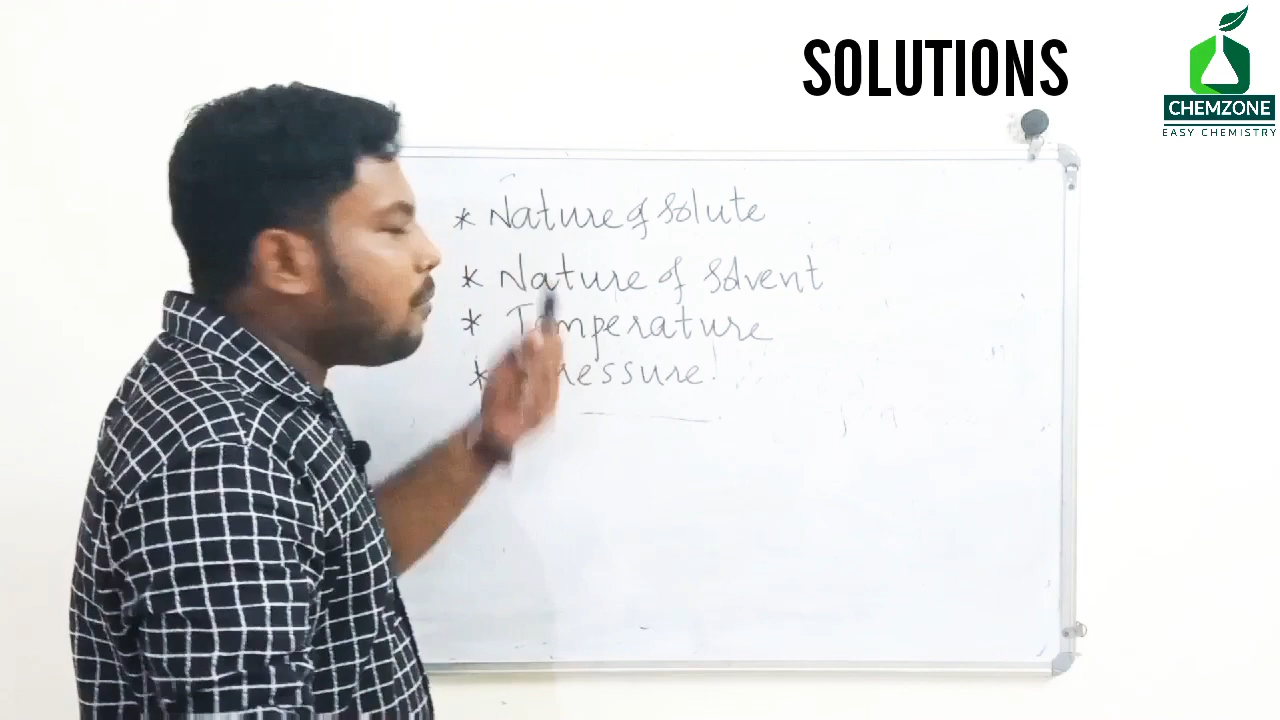 SOLUTIONS
CHEMZONE
EASY CHEMISTRY
* Nature of Solute
* Nature of Solvent
* Temperature
* Pressure